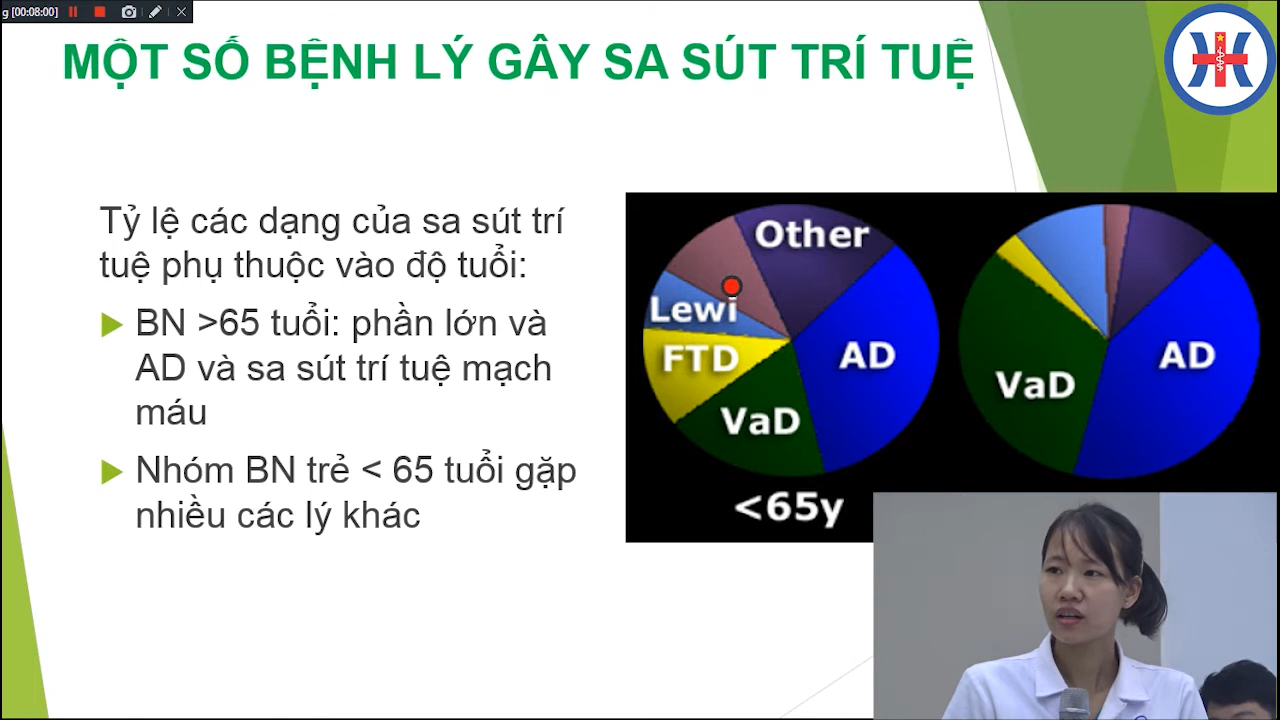 g [00:08:00]
MỘT SỐ BỆNH LÝ GÂY SA SÚT TRÍ TUỆ
Tỷ lệ các dạng của sa sút trí
tuệ phụ thuộc vào độ tuổi:
BN >65 tuổi: phần lớn và
AD và sa sút trí tuệ mạch
máu
Nhóm BN trẻ < 65 tuổi gặp
nhiều các lý khác
Other
Lewi
FTD
AD
VaD
<65y
VaD
AD